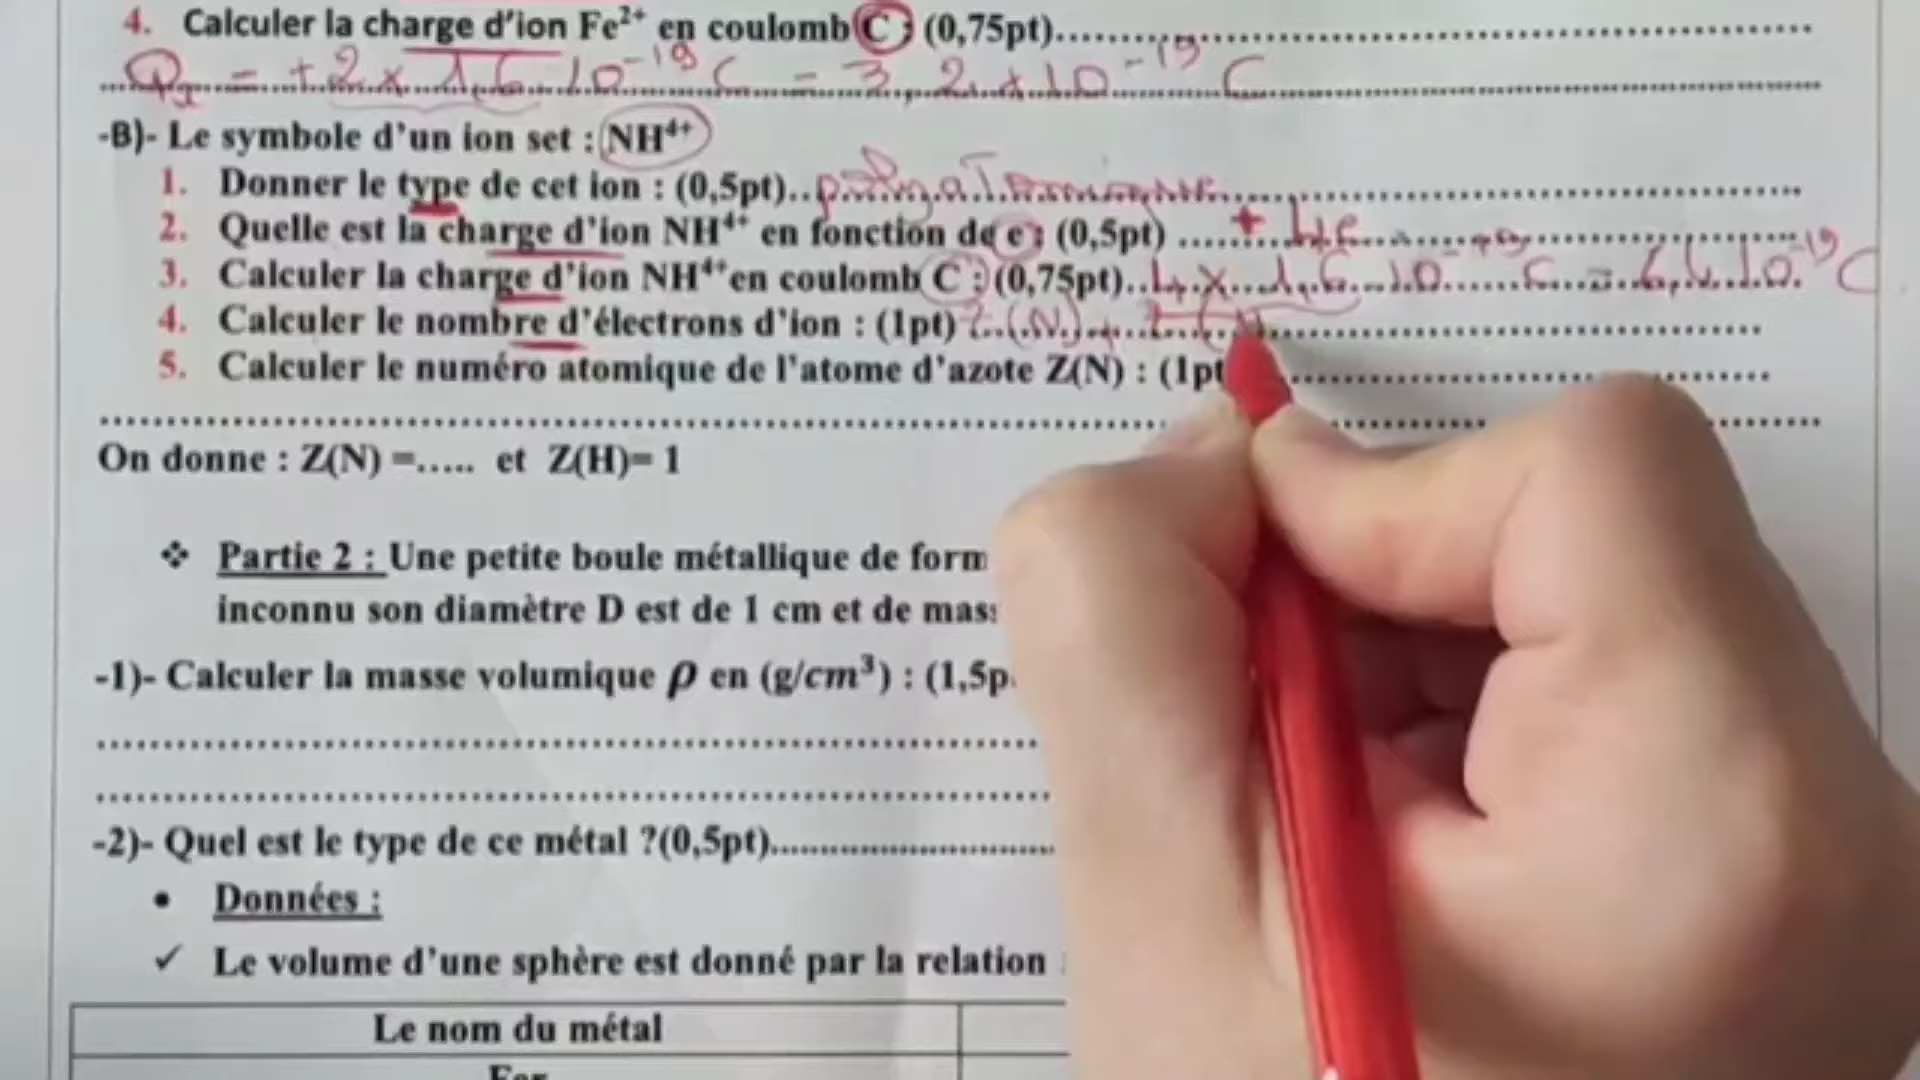 4. Calculer la charge d'ion Fe²⁺ en coulomb C : (0,75pt)..........
Q = + 2 x 1,6 10⁻¹⁹ C = 3,2 x 10⁻¹⁹ C
-B)- Le symbole d'un ion set : NH⁴⁺
1. Donner le type de cet ion : (0,5pt)..
2. Quelle est la charge d'ion NH⁴⁺ en fonction de e : (0,5pt) ...... + 4e
3. Calculer la charge d'ion NH⁴⁺en coulomb C : (0,75pt).. 4 x 1,6 10⁻¹⁹ C = 6,4 10⁻¹⁹ C
4. Calculer le nombre d'électrons d'ion : (1pt) Z (N) + Z (
5. Calculer le numéro atomique de l'atome d'azote Z(N) : (1pt
On donne : Z(N) =..... et Z(H)= 1
❖ Partie 2 : Une petite boule métallique de form
inconnu son diamètre D est de 1 cm et de mass
-1)- Calculer la masse volumique ρ en (g/cm³) : (1,5p
-2)- Quel est le type de ce métal ?(0,5pt)..........
• Données :
✓ Le volume d'une sphère est donné par la relation
Le nom du métal
Fer